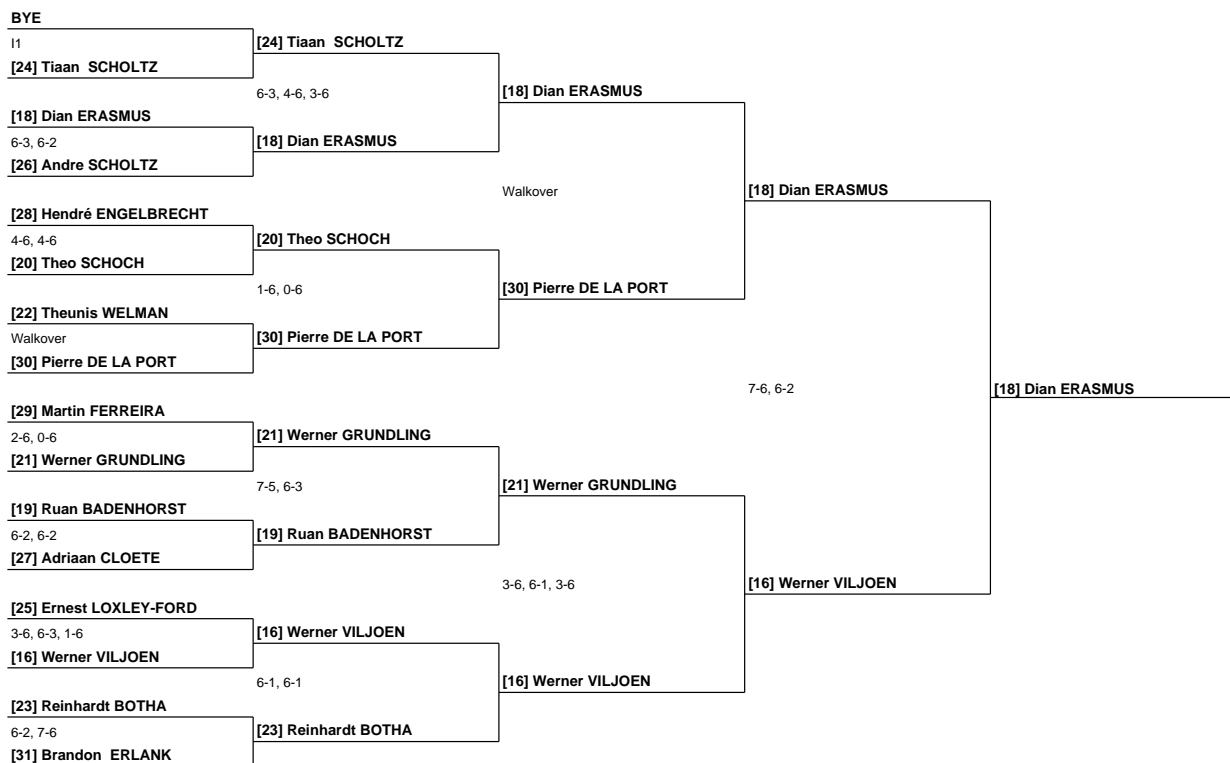 BYE
I1
[24] Tiaan SCHOLTZ
[24] Tiaan SCHOLTZ
6-3, 4-6, 3-6
[18] Dian ERASMUS
[18] Dian ERASMUS
6-3, 6-2
[18] Dian ERASMUS
[26] Andre SCHOLTZ
Walkover
[18] Dian ERASMUS
[28] Hendré ENGELBRECHT
4-6, 4-6
[20] Theo SCHOCH
[20] Theo SCHOCH
1-6, 0-6
[30] Pierre DE LA PORT
[22] Theunis WELMAN
Walkover
[30] Pierre DE LA PORT
[30] Pierre DE LA PORT
7-6, 6-2
[18] Dian ERASMUS
[29] Martin FERREIRA
2-6, 0-6
[21] Werner GRUNDLING
[21] Werner GRUNDLING
7-5, 6-3
[21] Werner GRUNDLING
[19] Ruan BADENHORST
6-2, 6-2
[19] Ruan BADENHORST
[27] Adriaan CLOETE
3-6, 6-1, 3-6
[16] Werner VILJOEN
[25] Ernest LOXLEY-FORD
3-6, 6-3, 1-6
[16] Werner VILJOEN
[16] Werner VILJOEN
6-1, 6-1
[16] Werner VILJOEN
[23] Reinhardt BOTHA
6-2, 7-6
[23] Reinhardt BOTHA
[31] Brandon ERLANK